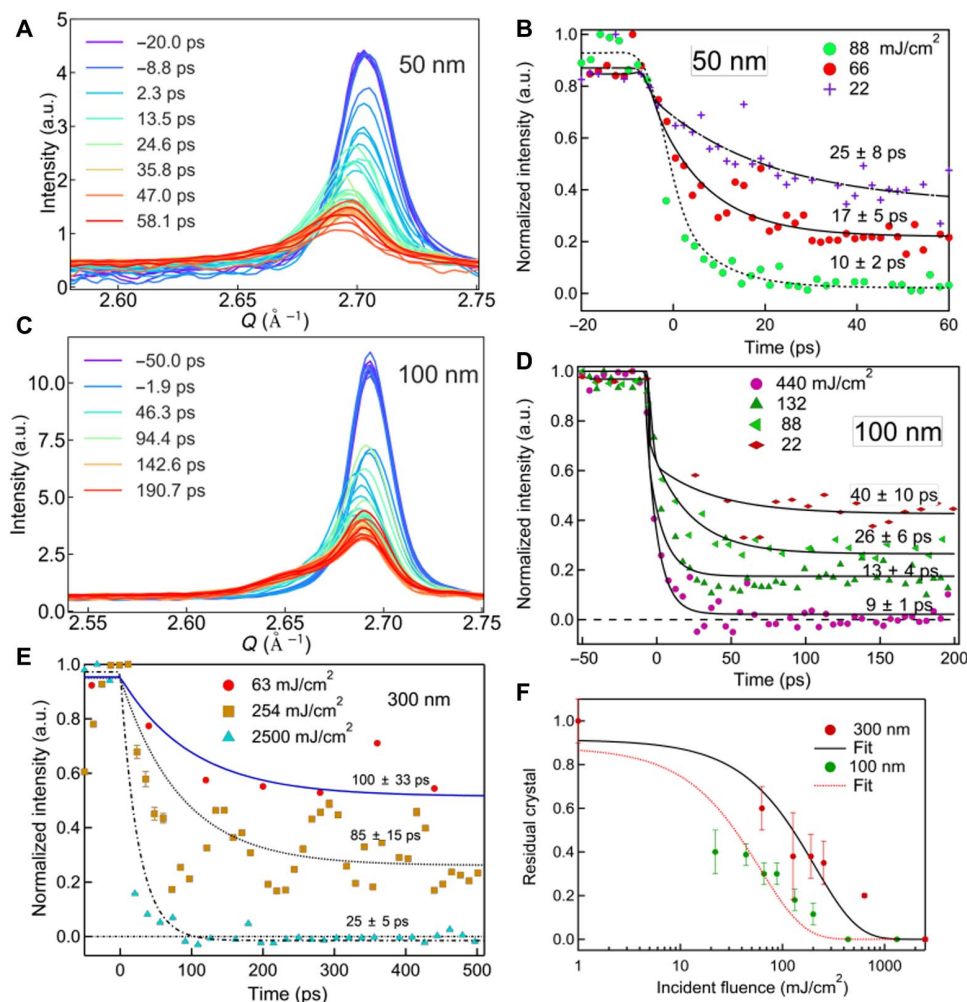 A
50 nm
−20.0 ps
−8.8 ps
2.3 ps
13.5 ps
24.6 ps
35.8 ps
47.0 ps
58.1 ps
Intensity (a.u.)
5
4
3
2
1
0
2.60 2.65 2.70 2.75
Q (Å⁻¹)
B
50 nm
88 mJ/cm²
66
22
25 ± 8 ps
17 ± 5 ps
10 ± 2 ps
Normalized intensity (a.u.)
1.0
0.8
0.6
0.4
0.2
0.0
−20 0 20 40 60
Time (ps)
C
100 nm
−50.0 ps
−1.9 ps
46.3 ps
94.4 ps
142.6 ps
190.7 ps
Intensity (a.u.)
10.0
7.5
5.0
2.5
0.0
2.55 2.60 2.65 2.70 2.75
Q (Å⁻¹)
D
440 mJ/cm²
132
88
22
100 nm
40 ± 10 ps
26 ± 6 ps
13 ± 4 ps
9 ± 1 ps
Normalized intensity (a.u.)
1.0
0.8
0.6
0.4
0.2
0.0
−50 0 50 100 150 200
Time (ps)
E
63 mJ/cm²
254 mJ/cm²
2500 mJ/cm²
300 nm
100 ± 33 ps
85 ± 15 ps
25 ± 5 ps
Normalized intensity (a.u.)
1.0
0.8
0.6
0.4
0.2
0.0
0 100 200 300 400 500
Time (ps)
F
300 nm
Fit
100 nm
Fit
Residual crystal
1.2
1.0
0.8
0.6
0.4
0.2
0.0
1 10 100 1000
Incident fluence (mJ/cm²)